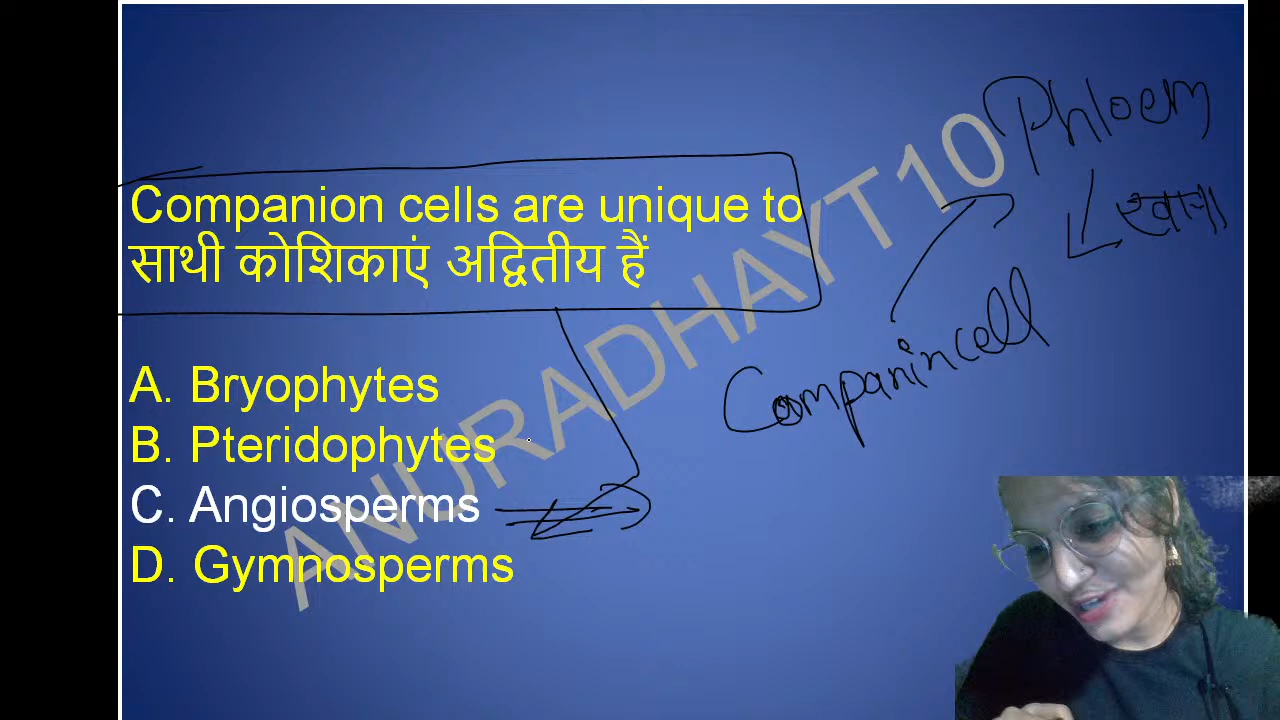 Companion cells are unique to
साथी कोशिकाएं अद्वितीय हैं
A. Bryophytes
B. Pteridophytes
C. Angiosperms
D. Gymnosperms
Phloem
खाना
Companincell
ANURADHAYT10